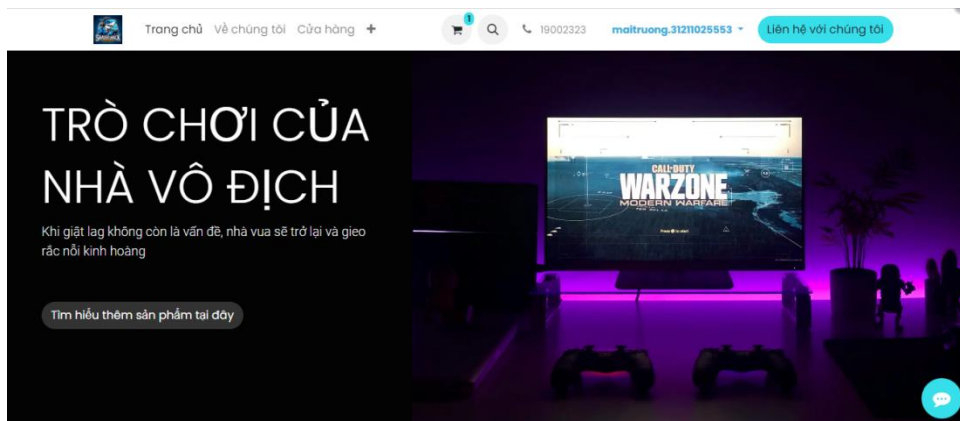 Trang chủ Về chúng tôi Cửa hàng +
1
19002323
maitruong.31211025553
Liên hệ với chúng tôi
TRÒ CHƠI CỦA
NHÀ VÔ ĐỊCH
Khi giật lag không còn là vấn đề, nhà vua sẽ trở lại và gieo
rắc nỗi kinh hoàng
Tìm hiểu thêm sản phẩm tại đây
CALL·DUTY
WARZONE
MODERN WARFARE